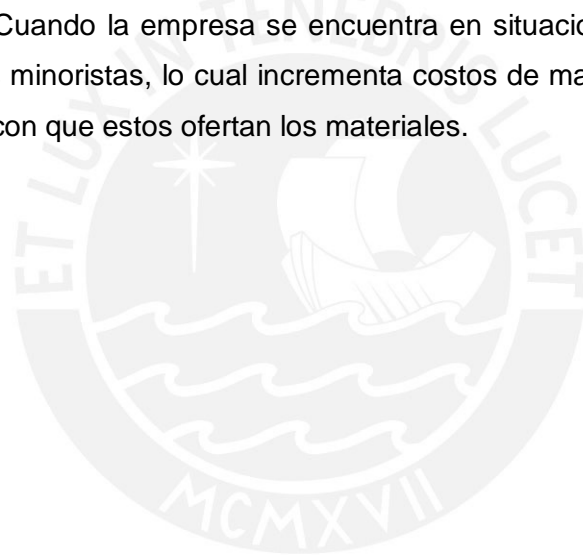 Cuando la empresa se encuentra en situacio
minoristas, lo cual incrementa costos de ma
con que estos ofertan los materiales.
ET LUX IN TENEBRIS LUCET
MCMXVII